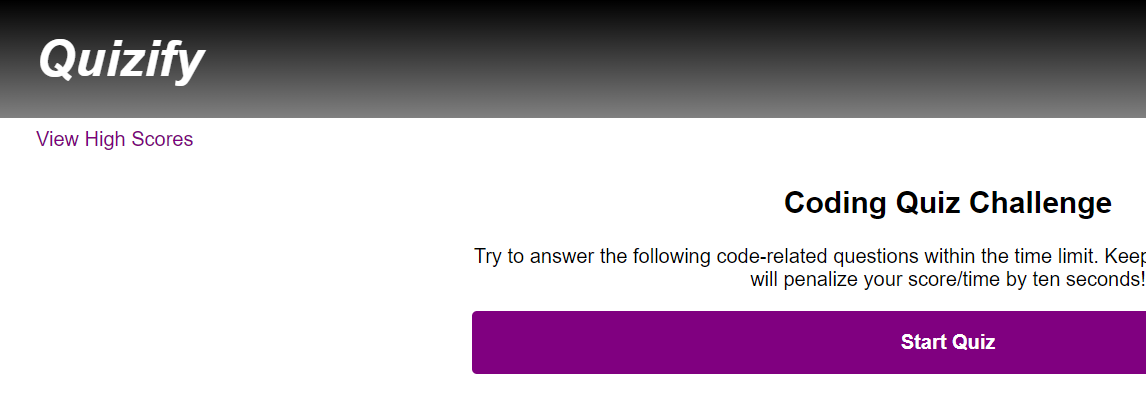 Quizify
View High Scores
Coding Quiz Challenge
Try to answer the following code-related questions within the time limit. Keep
will penalize your score/time by ten seconds!
Start Quiz